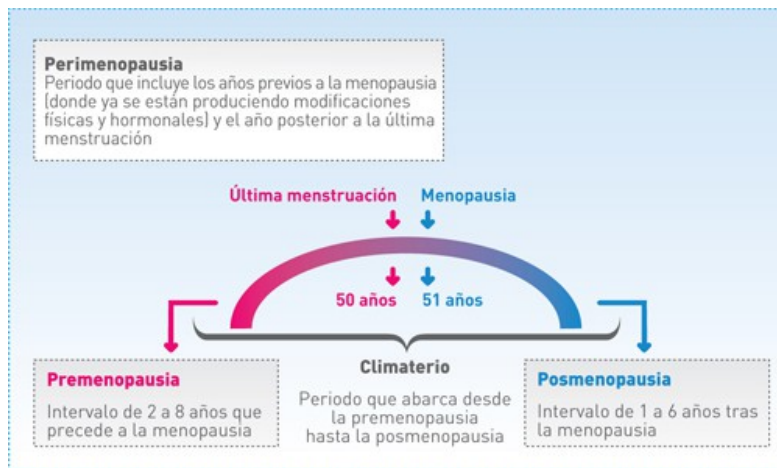 Perimenopausia
Periodo que incluye los años previos a la menopausia
(donde ya se están produciendo modificaciones
físicas y hormonales) y el año posterior a la última
menstruación
Última menstruación
Menopausia
50 años
51 años
Premenopausia
Intervalo de 2 a 8 años que
precede a la menopausia
Climaterio
Periodo que abarca desde
la premenopausia
hasta la posmenopausia
Posmenopausia
Intervalo de 1 a 6 años tras
la menopausia